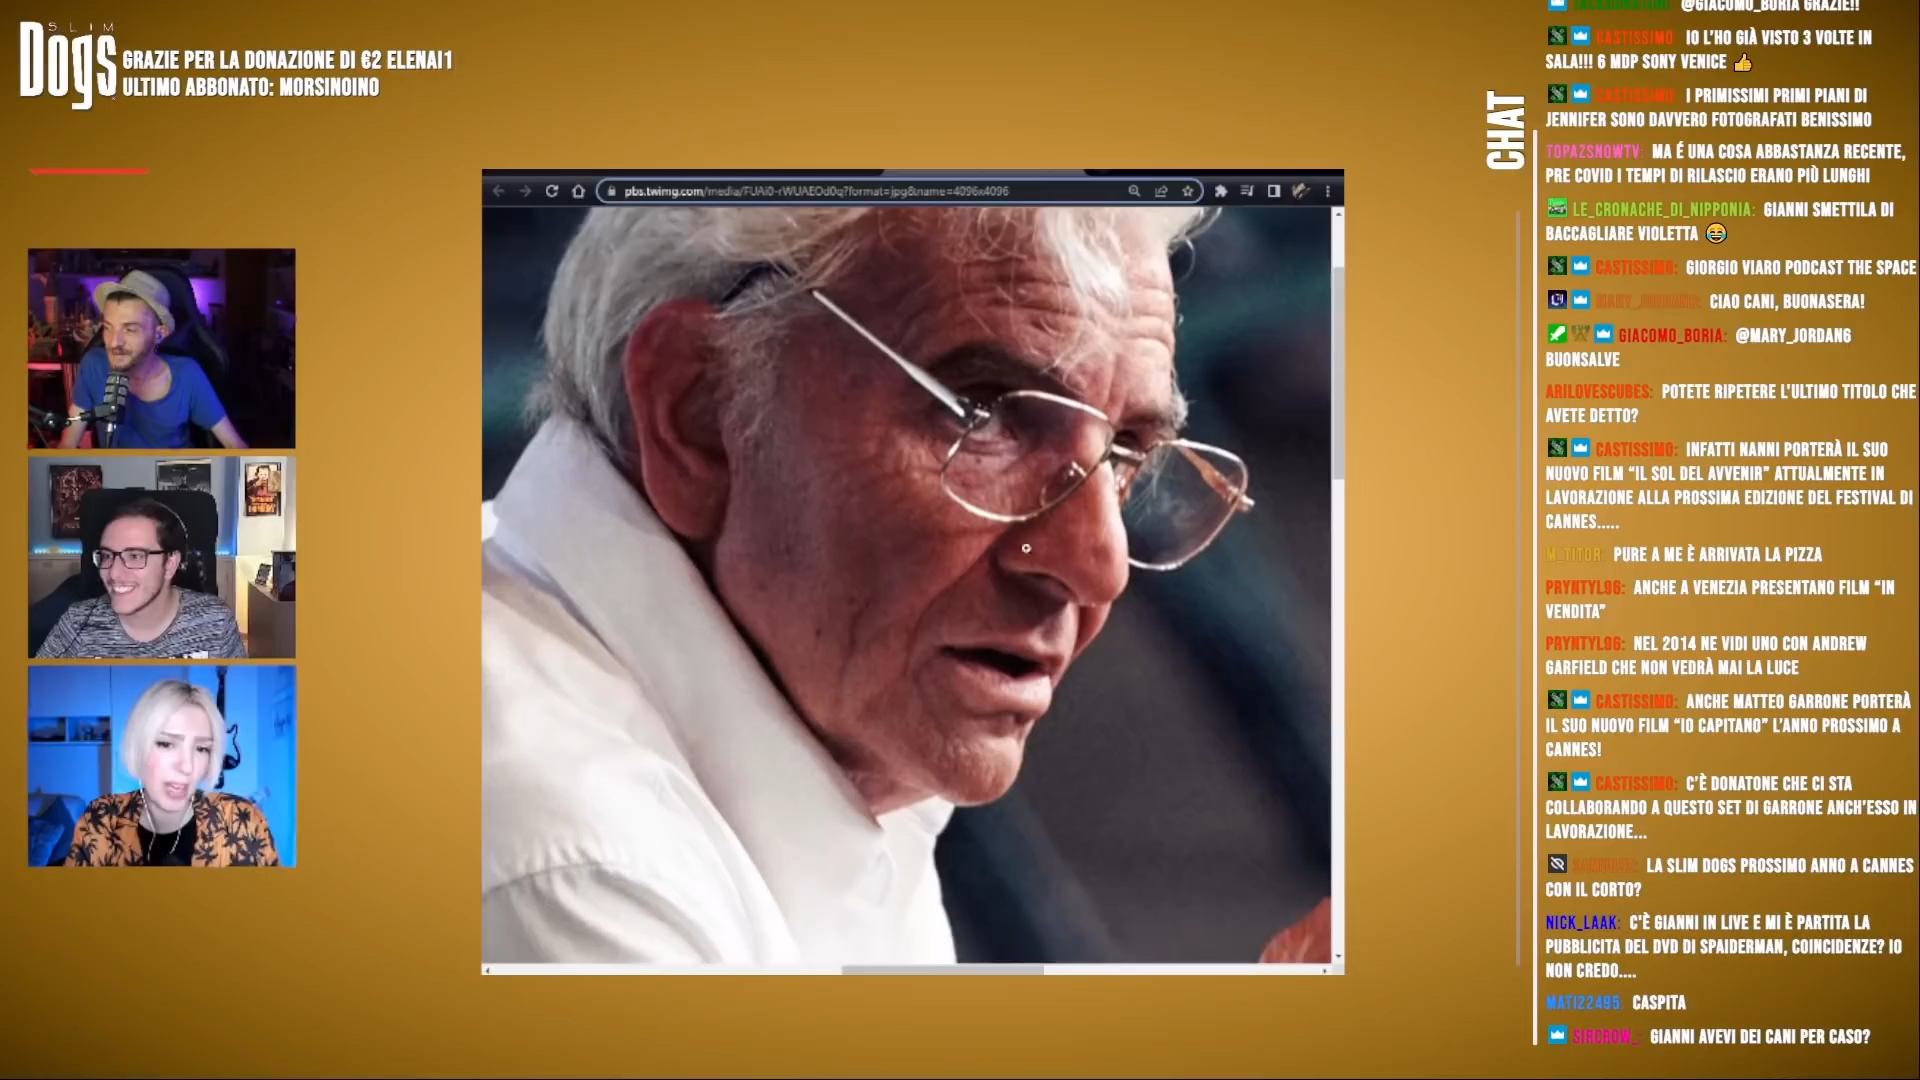 SLIM
Dogs
GRAZIE PER LA DONAZIONE DI €2 ELENAI1
ULTIMO ABBONATO: MORSINOINO
pbs.twimg.com/media/FUAi0-rWUAEOd0q?format=jpg&name=4096x4096
CHAT
@GIACOMO_BORIA GRAZIE!!
CASTISSIMO: IO L'HO GIÀ VISTO 3 VOLTE IN
SALA!!! 6 MDP SONY VENICE 👍
CASTISSIMO: I PRIMISSIMI PRIMI PIANI DI
JENNIFER SONO DAVVERO FOTOGRAFATI BENISSIMO
TOPAZSNOWTV: MA É UNA COSA ABBASTANZA RECENTE,
PRE COVID I TEMPI DI RILASCIO ERANO PIÙ LUNGHI
LE_CRONACHE_DI_NIPPONIA: GIANNI SMETTILA DI
BACCAGLIARE VIOLETTA 😂
CASTISSIMO: GIORGIO VIARO PODCAST THE SPACE
MARY_JORDAN6: CIAO CANI, BUONASERA!
GIACOMO_BORIA: @MARY_JORDAN6
BUONSALVE
ARILOVESCUBES: POTETE RIPETERE L'ULTIMO TITOLO CHE
AVETE DETTO?
CASTISSIMO: INFATTI NANNI PORTERÀ IL SUO
NUOVO FILM “IL SOL DEL AVVENIR” ATTUALMENTE IN
LAVORAZIONE ALLA PROSSIMA EDIZIONE DEL FESTIVAL DI
CANNES.....
M_TITOR: PURE A ME È ARRIVATA LA PIZZA
PRYNTYL96: ANCHE A VENEZIA PRESENTANO FILM “IN
VENDITA”
PRYNTYL96: NEL 2014 NE VIDI UNO CON ANDREW
GARFIELD CHE NON VEDRÀ MAI LA LUCE
CASTISSIMO: ANCHE MATTEO GARRONE PORTERÀ
IL SUO NUOVO FILM “IO CAPITANO” L'ANNO PROSSIMO A
CANNES!
CASTISSIMO: C'È DONATONE CHE CI STA
COLLABORANDO A QUESTO SET DI GARRONE ANCH'ESSO IN
LAVORAZIONE...
LA SLIM DOGS PROSSIMO ANNO A CANNES
CON IL CORTO?
NICK_LAAK: C'È GIANNI IN LIVE E MI È PARTITA LA
PUBBLICITA DEL DVD DI SPAIDERMAN, COINCIDENZE? IO
NON CREDO....
MATI22495: CASPITA
SIRCROW_: GIANNI AVEVI DEI CANI PER CASO?